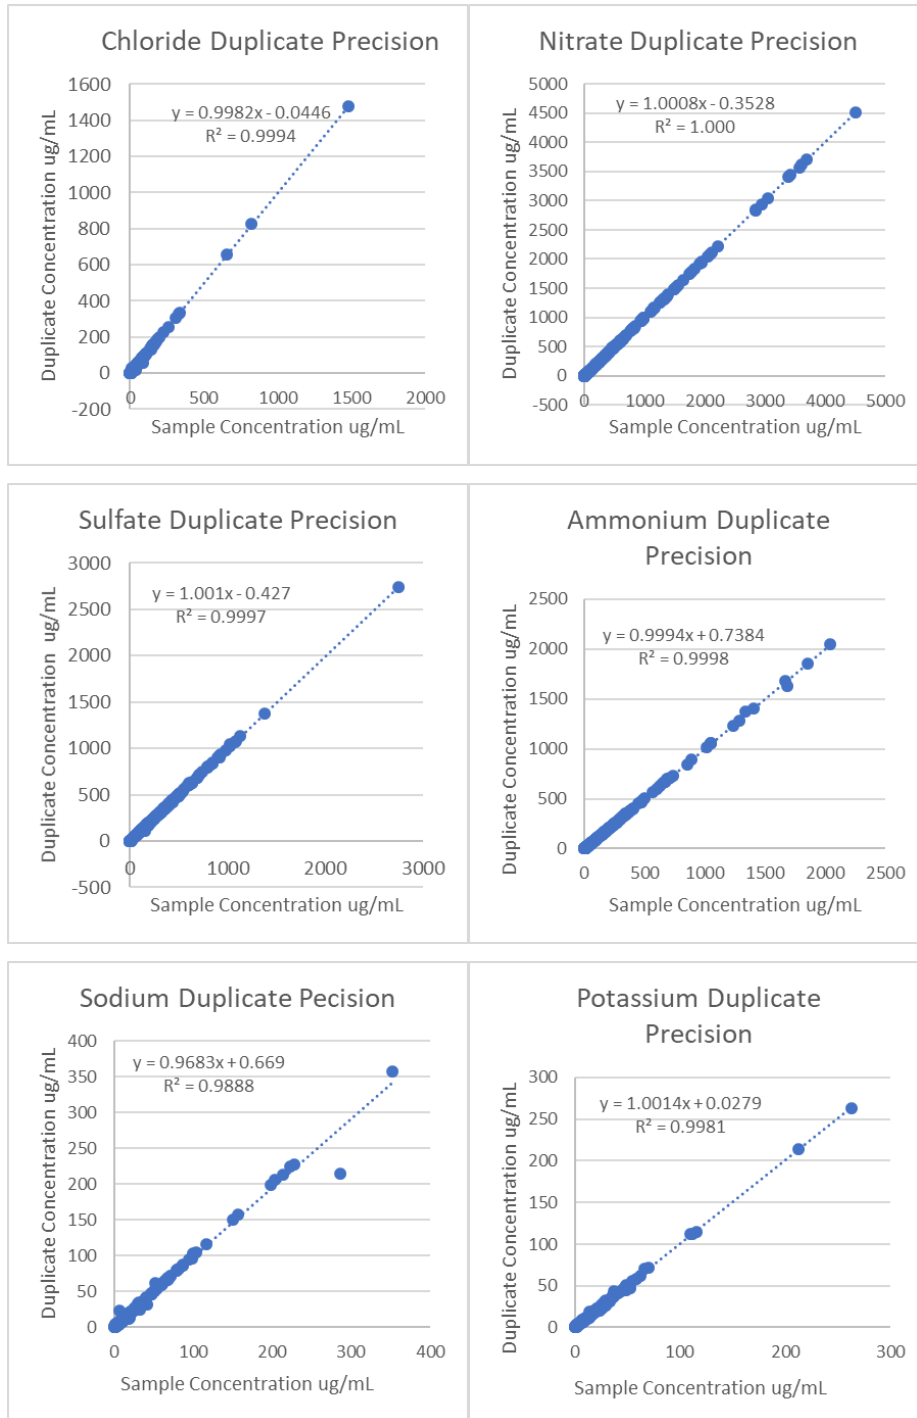 Chloride Duplicate Precision
y = 0.9982x - 0.0446
R² = 0.9994
Duplicate Concentration ug/mL
1600
1400
1200
1000
800
600
400
200
0
-200
0
500
1000
1500
2000
Sample Concentration ug/mL
Nitrate Duplicate Precision
y = 1.0008x - 0.3528
R² = 1.000
Duplicate Concentration ug/mL
5000
4500
4000
3500
3000
2500
2000
1500
1000
500
0
-500
0
1000
2000
3000
4000
5000
Sample Concentration ug/mL
Sulfate Duplicate Precision
y = 1.001x - 0.427
R² = 0.9997
Duplicate Concentration ug/mL
3000
2500
2000
1500
1000
500
0
-500
0
1000
2000
3000
Sample Concentration ug/mL
Ammonium Duplicate
Precision
y = 0.9994x + 0.7384
R² = 0.9998
Duplicate Concentration ug/mL
2500
2000
1500
1000
500
0
0
500
1000
1500
2000
2500
Sample Concentration ug/mL
Sodium Duplicate Pecision
y = 0.9683x + 0.669
R² = 0.9888
Duplicate Concentration ug/mL
400
350
300
250
200
150
100
50
0
0
100
200
300
400
Sample Concentration ug/mL
Potassium Duplicate
Precision
y = 1.0014x + 0.0279
R² = 0.9981
Duplicate Concentration ug/mL
300
250
200
150
100
50
0
0
100
200
300
Sample Concentration ug/mL